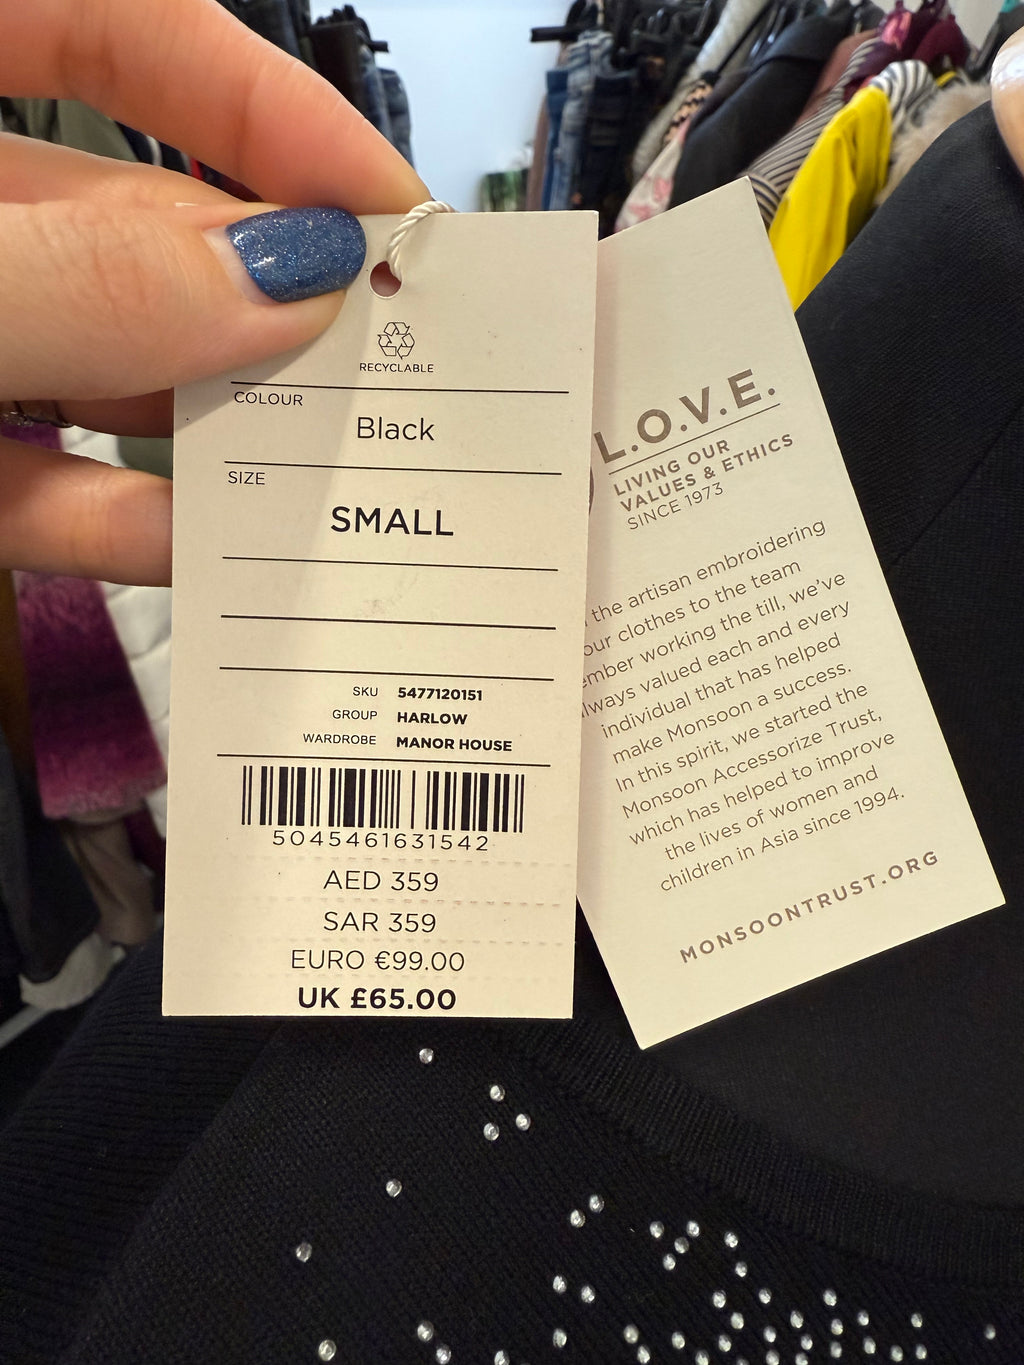 RECYCLABLE
COLOUR
Black
SIZE
SMALL
SKU 5477120151
GROUP HARLOW
WARDROBE MANOR HOUSE
5045461631542
AED 359
SAR 359
EURO €99.00
UK £65.00
L.O.V.E.
LIVING OUR
VALUES & ETHICS
SINCE 1973
the artisan embroidering
our clothes to the team
working the till, we've
valued each and every
individual that has helped
make Monsoon a success.
In this spirit, we started the
Monsoon Accessorize Trust,
which has helped to improve
the lives of women and
children in Asia since 1994.
MONSOONTRUST.ORG